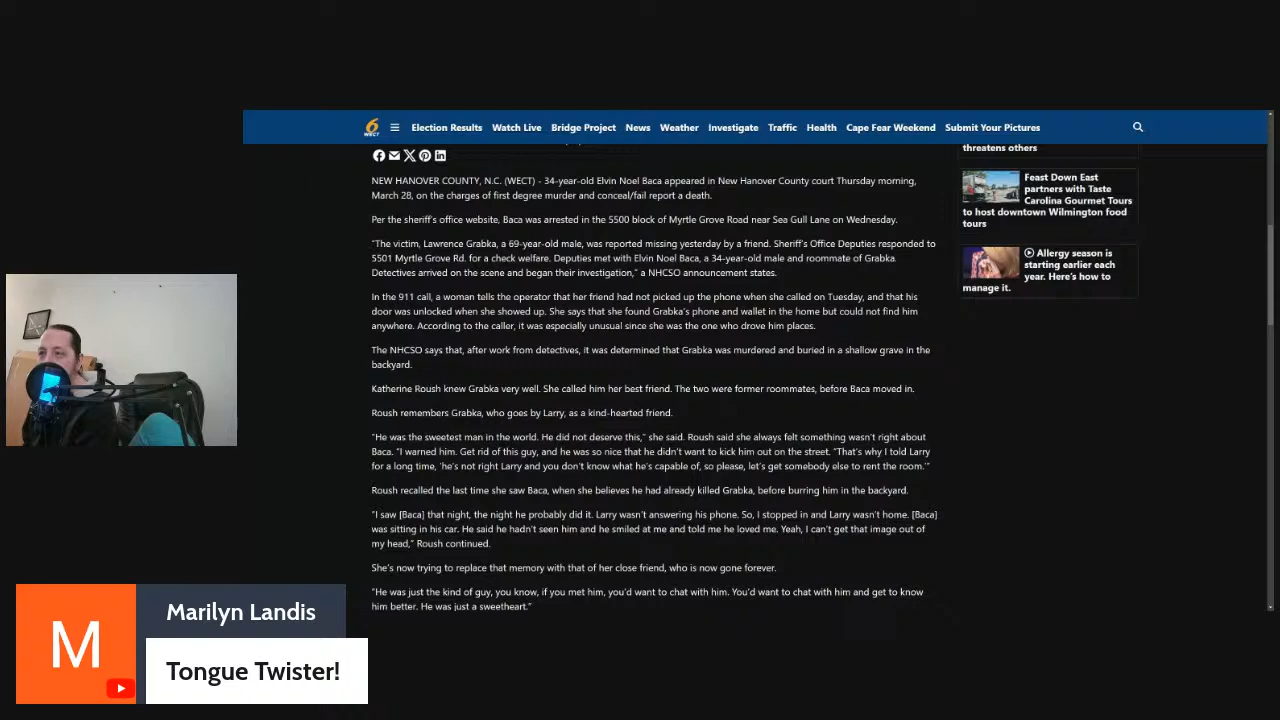 6
WECT
Election Results Watch Live Bridge Project News Weather Investigate Traffic Health Cape Fear Weekend Submit Your Pictures
NEW HANOVER COUNTY, N.C. (WECT) - 34-year-old Elvin Noel Baca appeared in New Hanover County court Thursday morning,
March 28, on the charges of first degree murder and conceal/fail report a death.
Per the sheriff's office website, Baca was arrested in the 5500 block of Myrtle Grove Road near Sea Gull Lane on Wednesday.
"The victim, Lawrence Grabka, a 69-year-old male, was reported missing yesterday by a friend. Sheriff's Office Deputies responded to
5501 Myrtle Grove Rd. for a check welfare. Deputies met with Elvin Noel Baca, a 34-year-old male and roommate of Grabka.
Detectives arrived on the scene and began their investigation," a NHCSO announcement states.
In the 911 call, a woman tells the operator that her friend had not picked up the phone when she called on Tuesday, and that his
door was unlocked when she showed up. She says that she found Grabka's phone and wallet in the home but could not find him
anywhere. According to the caller, it was especially unusual since she was the one who drove him places.
The NHCSO says that, after work from detectives, it was determined that Grabka was murdered and buried in a shallow grave in the
backyard.
Katherine Roush knew Grabka very well. She called him her best friend. The two were former roommates, before Baca moved in.
Roush remembers Grabka, who goes by Larry, as a kind-hearted friend.
"He was the sweetest man in the world. He did not deserve this," she said. Roush said she always felt something wasn't right about
Baca. "I warned him. Get rid of this guy, and he was so nice that he didn't want to kick him out on the street. "That's why I told Larry
for a long time, 'he's not right Larry and you don't know what he's capable of, so please, let's get somebody else to rent the room.'"
Roush recalled the last time she saw Baca, when she believes he had already killed Grabka, before burring him in the backyard.
"I saw [Baca] that night, the night he probably did it. Larry wasn't answering his phone. So, I stopped in and Larry wasn't home. [Baca]
was sitting in his car. He said he hadn't seen him and he smiled at me and told me he loved me. Yeah, I can't get that image out of
my head," Roush continued.
She's now trying to replace that memory with that of her close friend, who is now gone forever.
"He was just the kind of guy, you know, if you met him, you'd want to chat with him. You'd want to chat with him and get to know
him better. He was just a sweetheart."
threatens others
Feast Down East
partners with Taste
Carolina Gourmet Tours
to host downtown Wilmington food
tours
Allergy season is
starting earlier each
year. Here's how to
manage it.
M
Marilyn Landis
Tongue Twister!